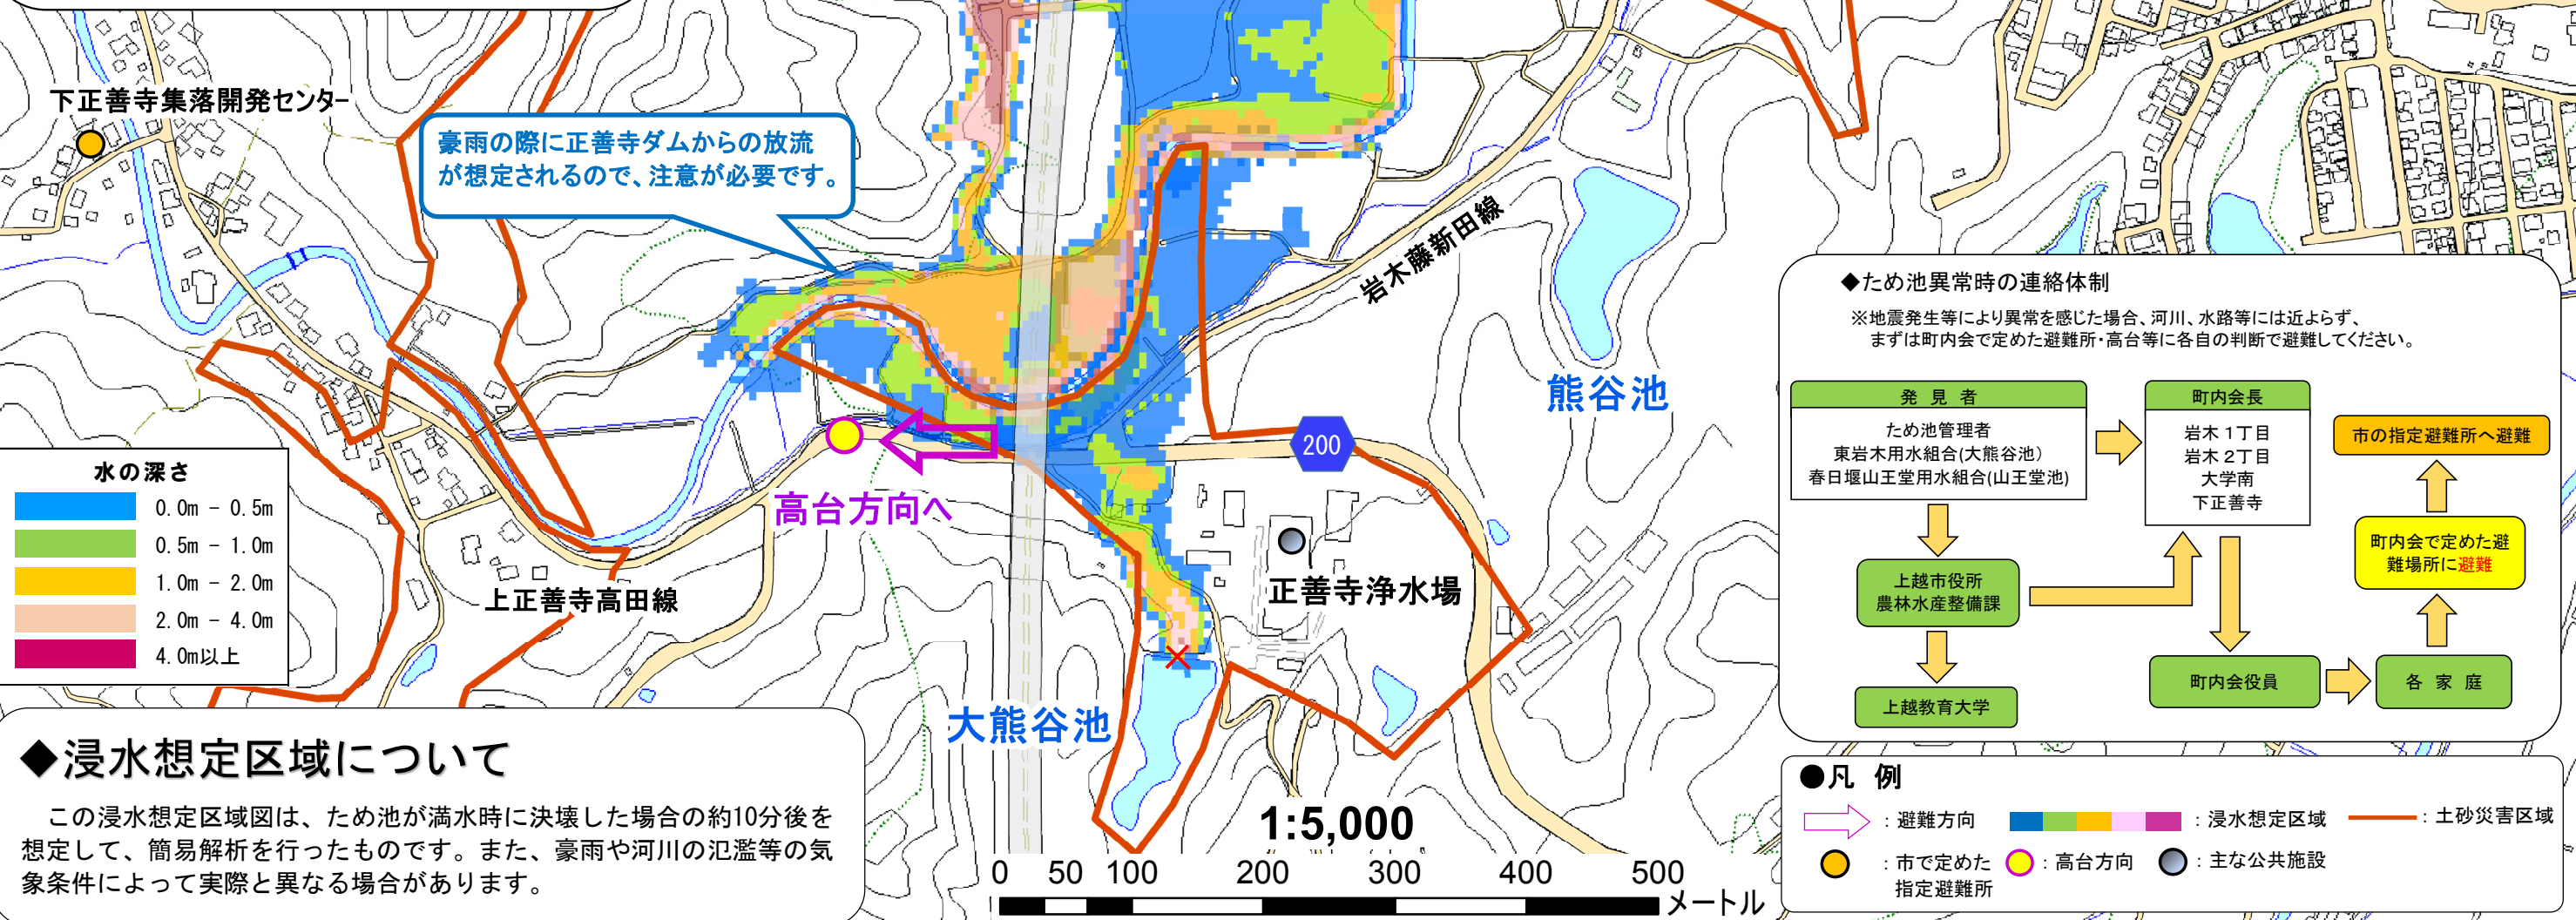 下正善寺集落開発センター
豪雨の際に正善寺ダムからの放流
が想定されるので、注意が必要です。
岩木藤新田線
熊谷池
200
高台方向へ
正善寺浄水場
上正善寺高田線
大熊谷池
水の深さ
0.0m - 0.5m
0.5m - 1.0m
1.0m - 2.0m
2.0m - 4.0m
4.0m以上
◆浸水想定区域について
この浸水想定区域図は、ため池が満水時に決壊した場合の約10分後を
想定して、簡易解析を行ったものです。また、豪雨や河川の氾濫等の気
象条件によって実際と異なる場合があります。
1:5,000
0 50 100 200 300 400 500
メートル
◆ため池異常時の連絡体制
※地震発生等により異常を感じた場合、河川、水路等には近よらず、
まずは町内会で定めた避難所・高台等に各自の判断で避難してください。
発 見 者
ため池管理者
東岩木用水組合(大熊谷池)
春日堰山王堂用水組合(山王堂池)
町内会長
岩木1丁目
岩木2丁目
大学南
下正善寺
市の指定避難所へ避難
町内会で定めた避
難場所に避難
上越市役所
農林水産整備課
上越教育大学
町内会役員
各 家 庭
●凡 例
：避難方向
：浸水想定区域
：土砂災害区域
：市で定めた
指定避難所
：高台方向
：主な公共施設